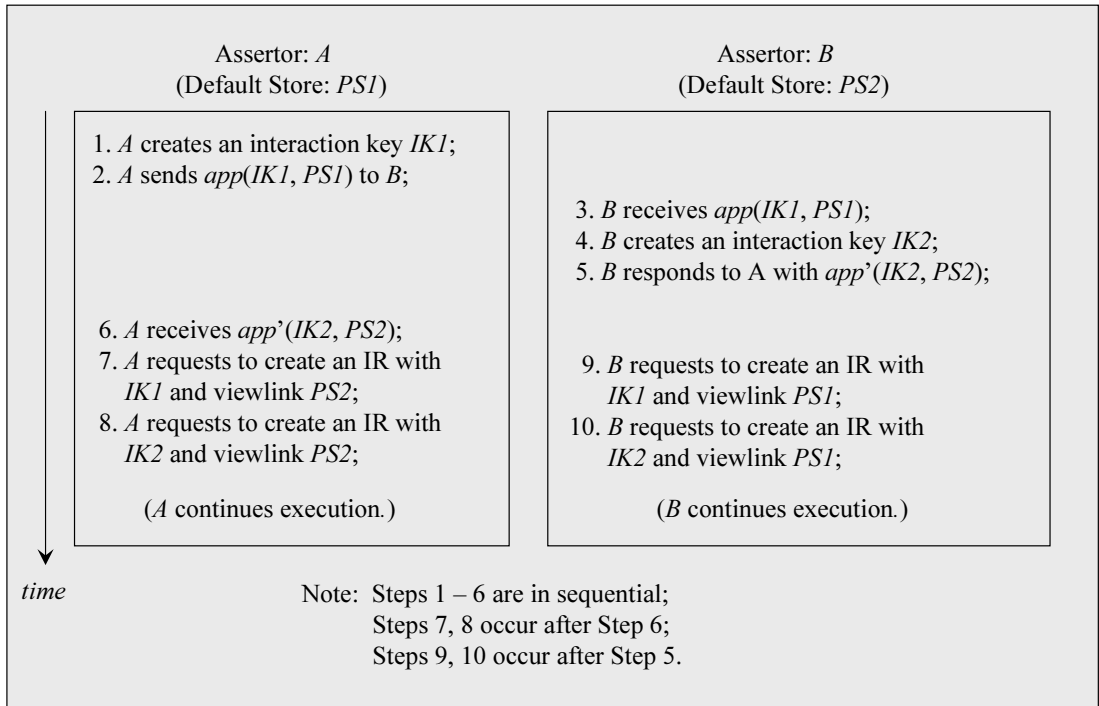 Assertor: A
(Default Store: PS1)
1. A creates an interaction key IK1;
2. A sends app(IK1, PS1) to B;
6. A receives app’(IK2, PS2);
7. A requests to create an IR with
IK1 and viewlink PS2;
8. A requests to create an IR with
IK2 and viewlink PS2;
(A continues execution.)
Assertor: B
(Default Store: PS2)
3. B receives app(IK1, PS1);
4. B creates an interaction key IK2;
5. B responds to A with app’(IK2, PS2);
9. B requests to create an IR with
IK1 and viewlink PS1;
10. B requests to create an IR with
IK2 and viewlink PS1;
(B continues execution.)
time
Note: Steps 1 – 6 are in sequential;
Steps 7, 8 occur after Step 6;
Steps 9, 10 occur after Step 5.